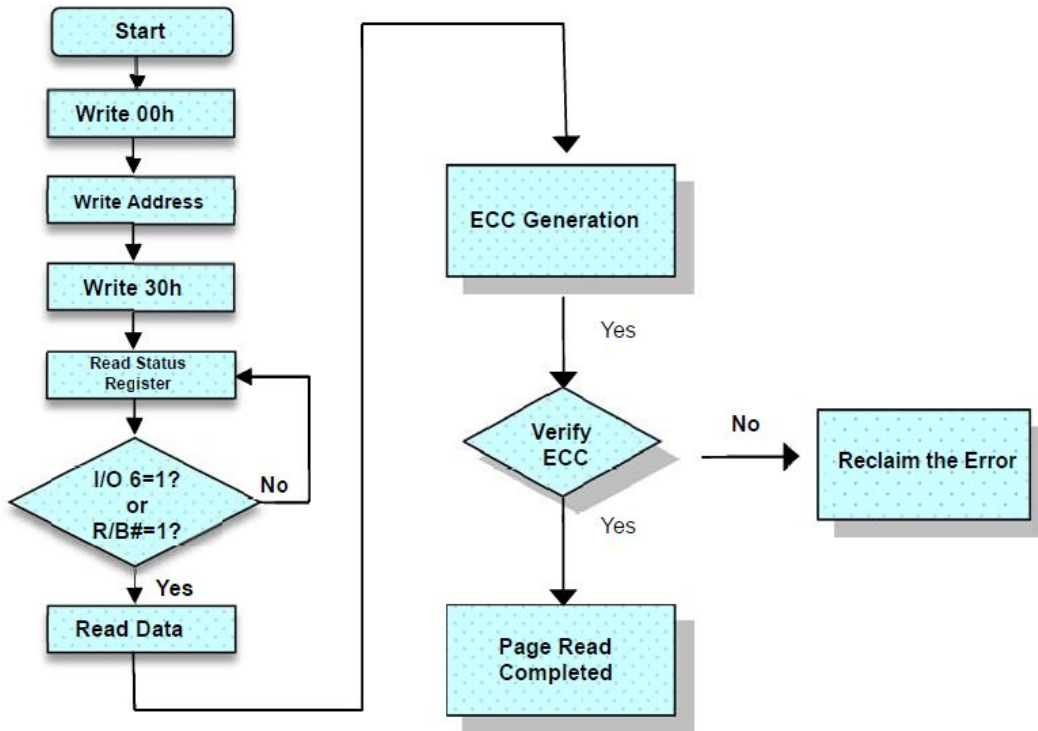 Start
Write 00h
Write Address
Write 30h
Read Status
Register
I/O 6=1?
or
R/B#=1?
No
Yes
Read Data
ECC Generation
Yes
Verify
ECC
No
Reclaim the Error
Yes
Page Read
Completed